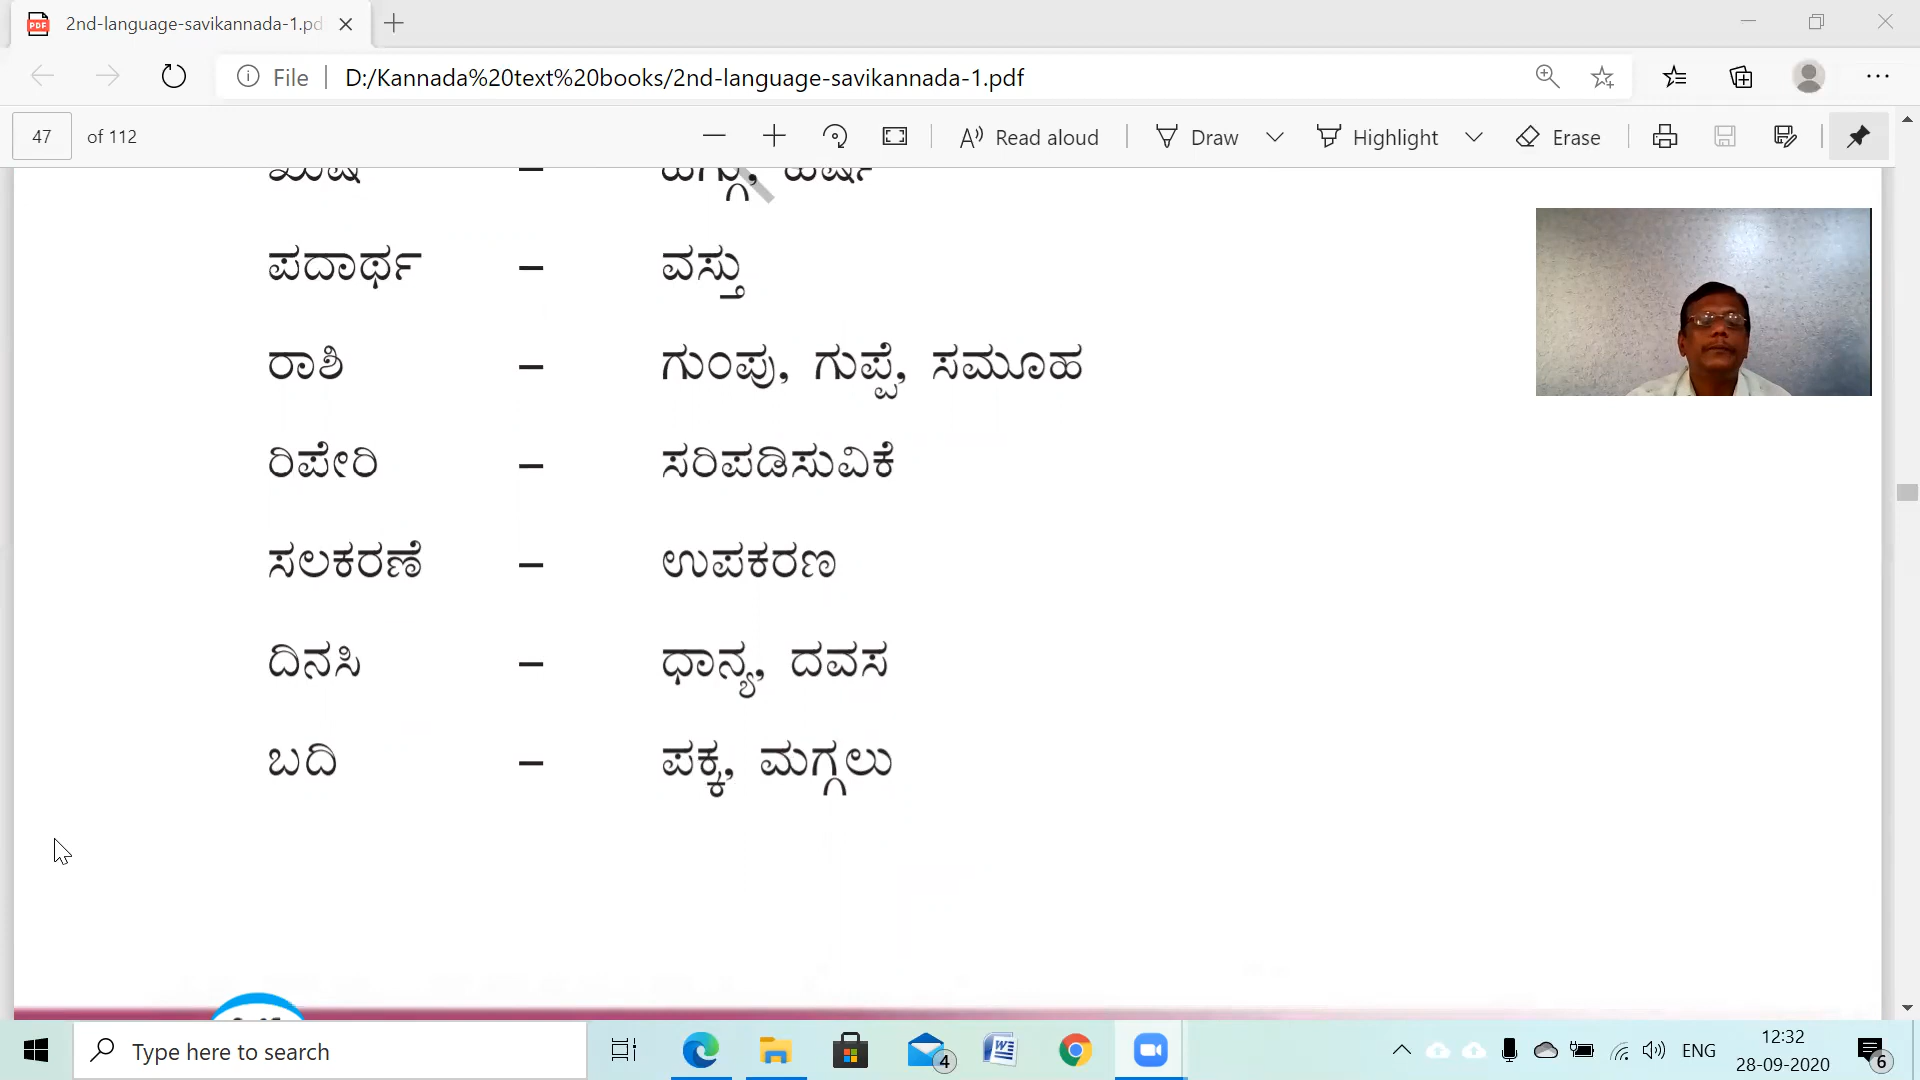 2nd-language-savikannada-1.pd
File D:/Kannada%20text%20books/2nd-language-savikannada-1.pdf
47 of 112 Read aloud Draw Highlight Erase
ಪದಾರ್ಥ – ವಸ್ತು
ರಾಶಿ – ಗುಂಪು, ಗುಪ್ಪೆ, ಸಮೂಹ
ರಿಪೇರಿ – ಸರಿಪಡಿಸುವಿಕೆ
ಸಲಕರಣೆ – ಉಪಕರಣ
ದಿನಸಿ – ಧಾನ್ಯ, ದವಸ
ಬದಿ – ಪಕ್ಕ, ಮಗ್ಗಲು
Type here to search 4 ENG 12:32 6
28-09-2020